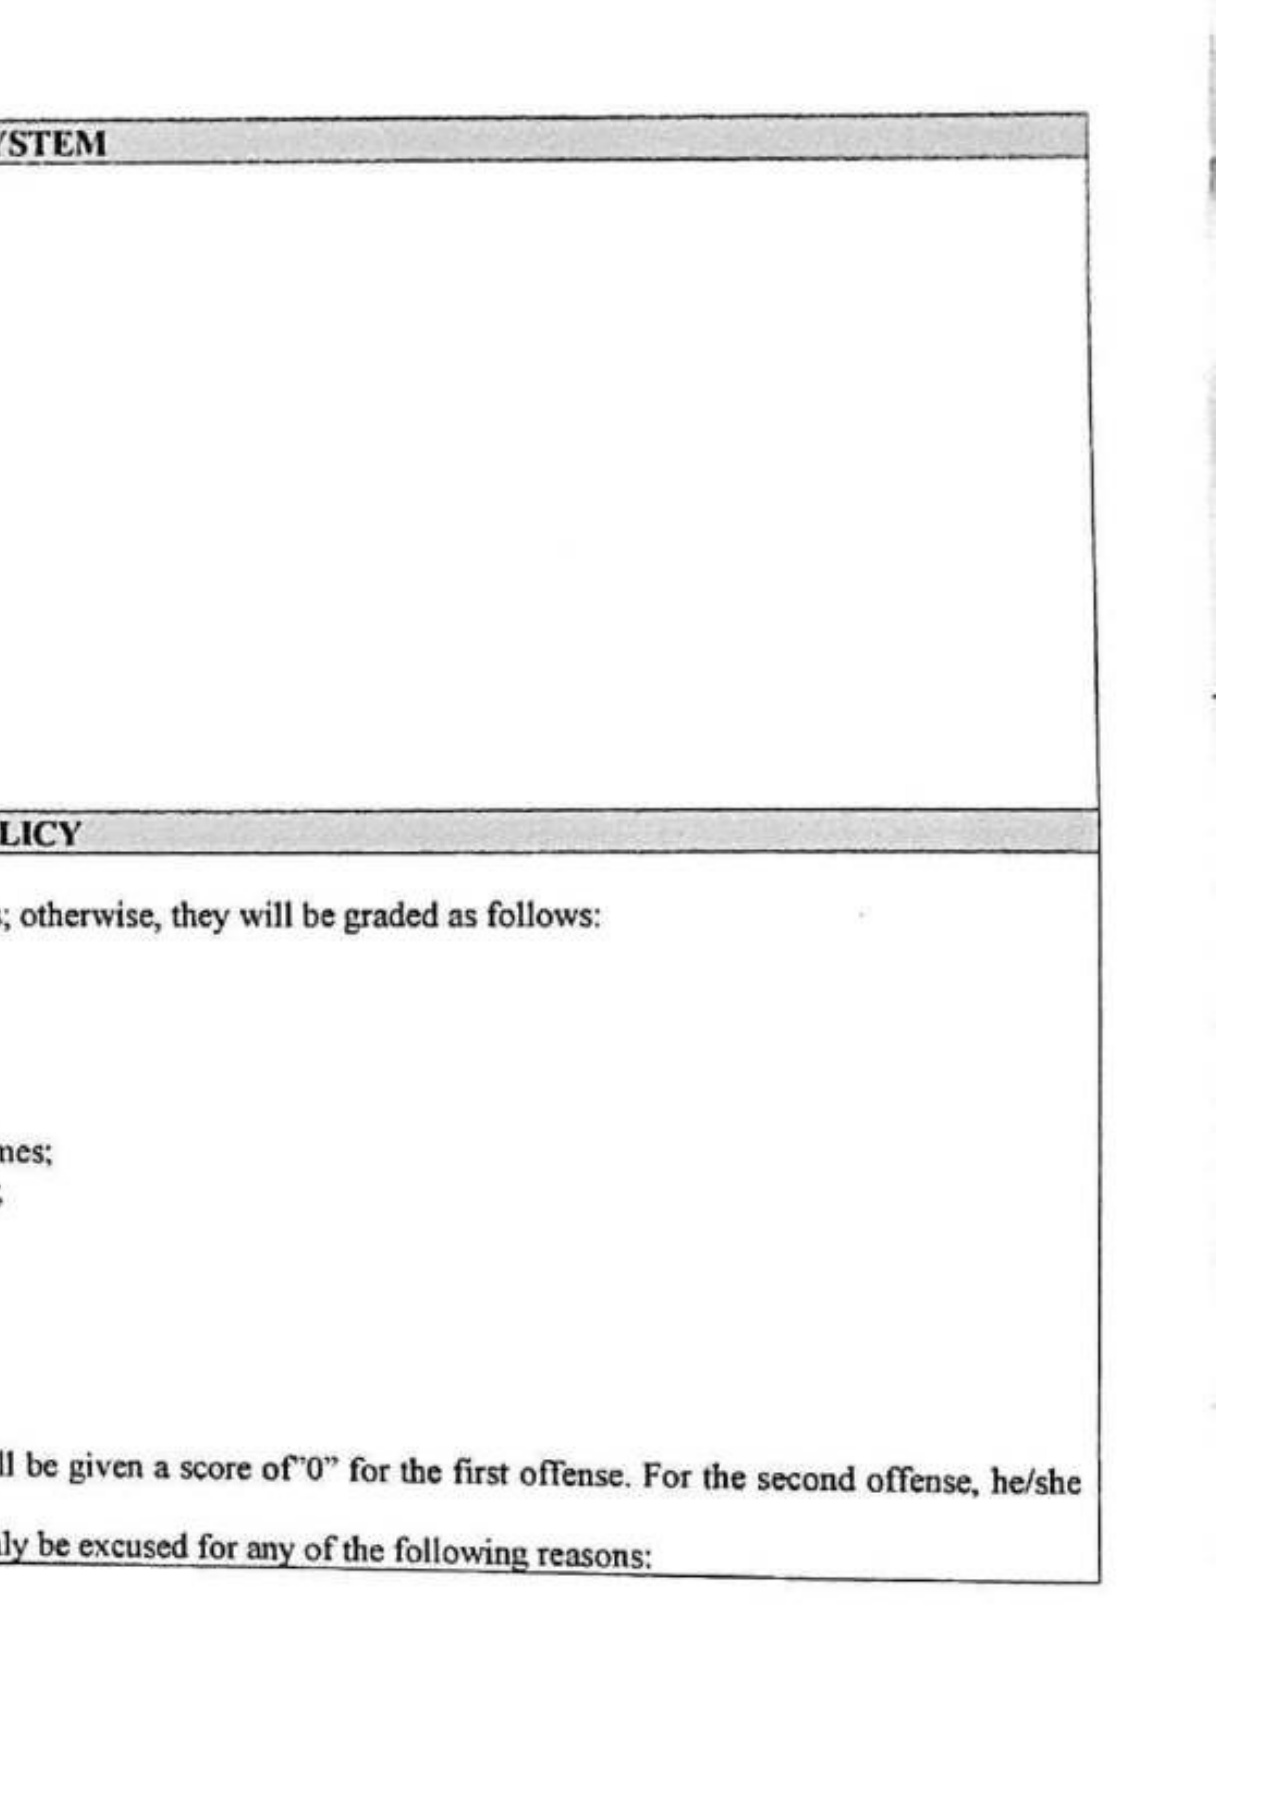 YSTEM
LICY
; otherwise, they will be graded as follows:
nes;
ll be given a score of"0” for the first offense. For the second offense, he/she
ly be excused for any of the following reasons: